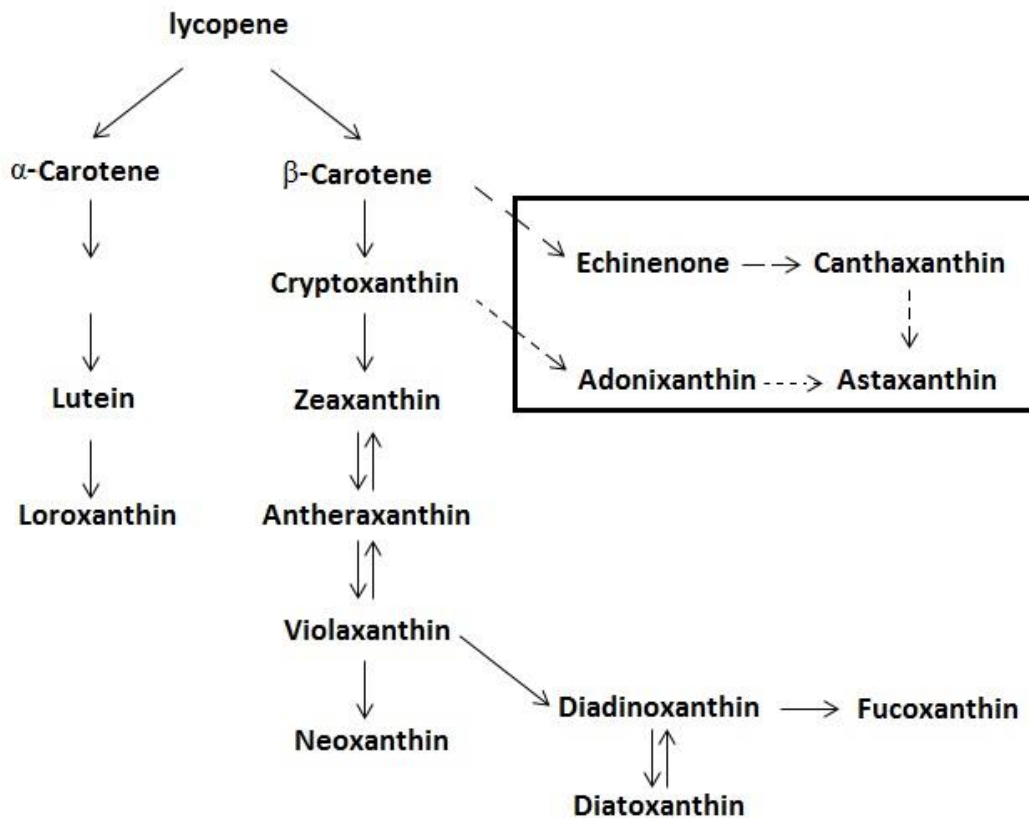 lycopene
α-Carotene
β-Carotene
Echinenone
Canthaxanthin
Cryptoxanthin
Adonixanthin
Astaxanthin
Lutein
Zeaxanthin
Loroxanthin
Antheraxanthin
Violaxanthin
Diadinoxanthin
Fucoxanthin
Neoxanthin
Diatoxanthin